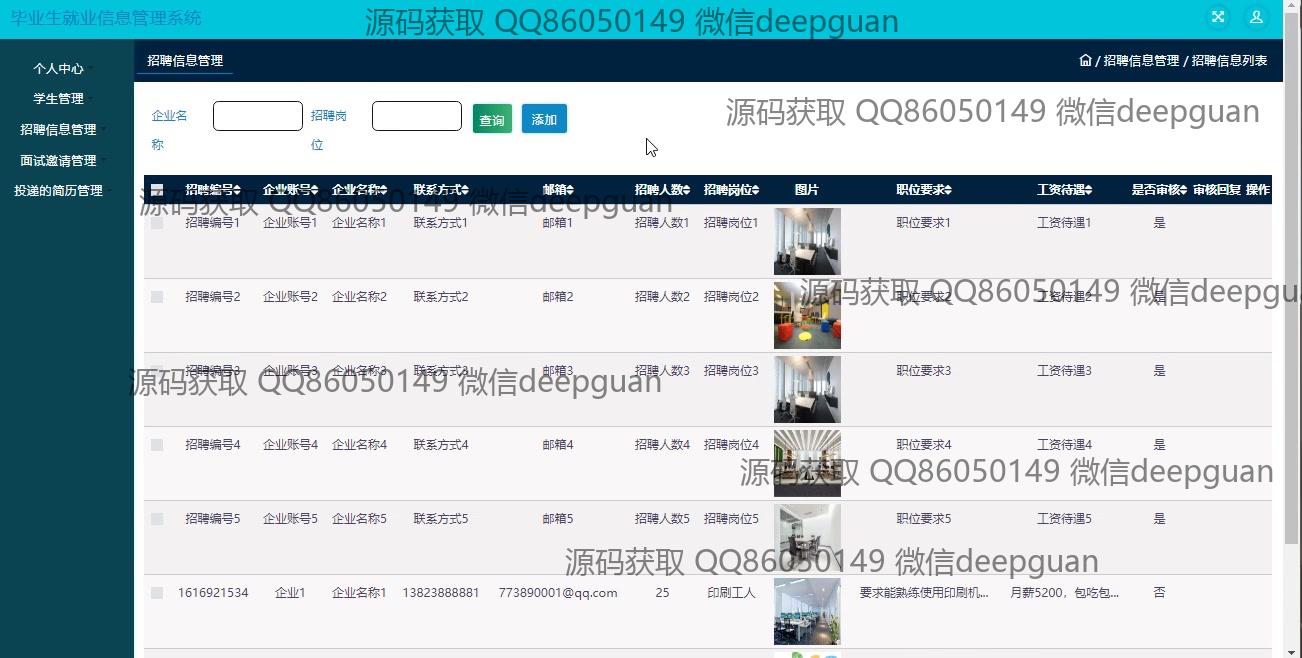 毕业生就业信息管理系统
源码获取 QQ86050149 微信deepguan
个人中心
学生管理
招聘信息管理
面试邀请管理
投递的简历管理
招聘信息管理
/ 招聘信息管理 / 招聘信息列表
企业名称
招聘岗位
查询
添加
源码获取 QQ86050149 微信deepguan
招聘编号 企业账号 企业名称 联系方式 邮箱 招聘人数 招聘岗位 图片 职位要求 工资待遇 是否审核 审核回复 操作
源码获取 QQ86050149 微信deepguan
招聘编号1 企业账号1 企业名称1 联系方式1 邮箱1 招聘人数1 招聘岗位1 职位要求1 工资待遇1 是
招聘编号2 企业账号2 企业名称2 联系方式2 邮箱2 招聘人数2 招聘岗位2 职位要求2 工资待遇2 是
源码获取 QQ86050149 微信deepgu
招聘编号3 企业账号3 企业名称3 联系方式3 邮箱3 招聘人数3 招聘岗位3 职位要求3 工资待遇3 是
源码获取 QQ86050149 微信deepguan
招聘编号4 企业账号4 企业名称4 联系方式4 邮箱4 招聘人数4 招聘岗位4 职位要求4 工资待遇4 是
源码获取 QQ86050149 微信deepguan
招聘编号5 企业账号5 企业名称5 联系方式5 邮箱5 招聘人数5 招聘岗位5 职位要求5 工资待遇5 是
源码获取 QQ86050149 微信deepguan
1616921534 企业1 企业名称1 13823888881 773890001@qq.com 25 印刷工人 要求能熟练使用印刷机... 月薪5200，包吃包... 否